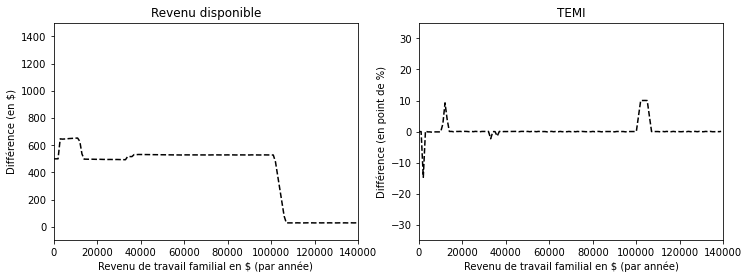 Revenu disponible
1400
1200
1000
800
600
400
200
0
Différence (en $)
0 20000 40000 60000 80000 100000 120000 140000
Revenu de travail familial en $ (par année)
TEMI
30
20
10
0
−10
−20
−30
Différence (en point de %)
0 20000 40000 60000 80000 100000 120000 140000
Revenu de travail familial en $ (par année)